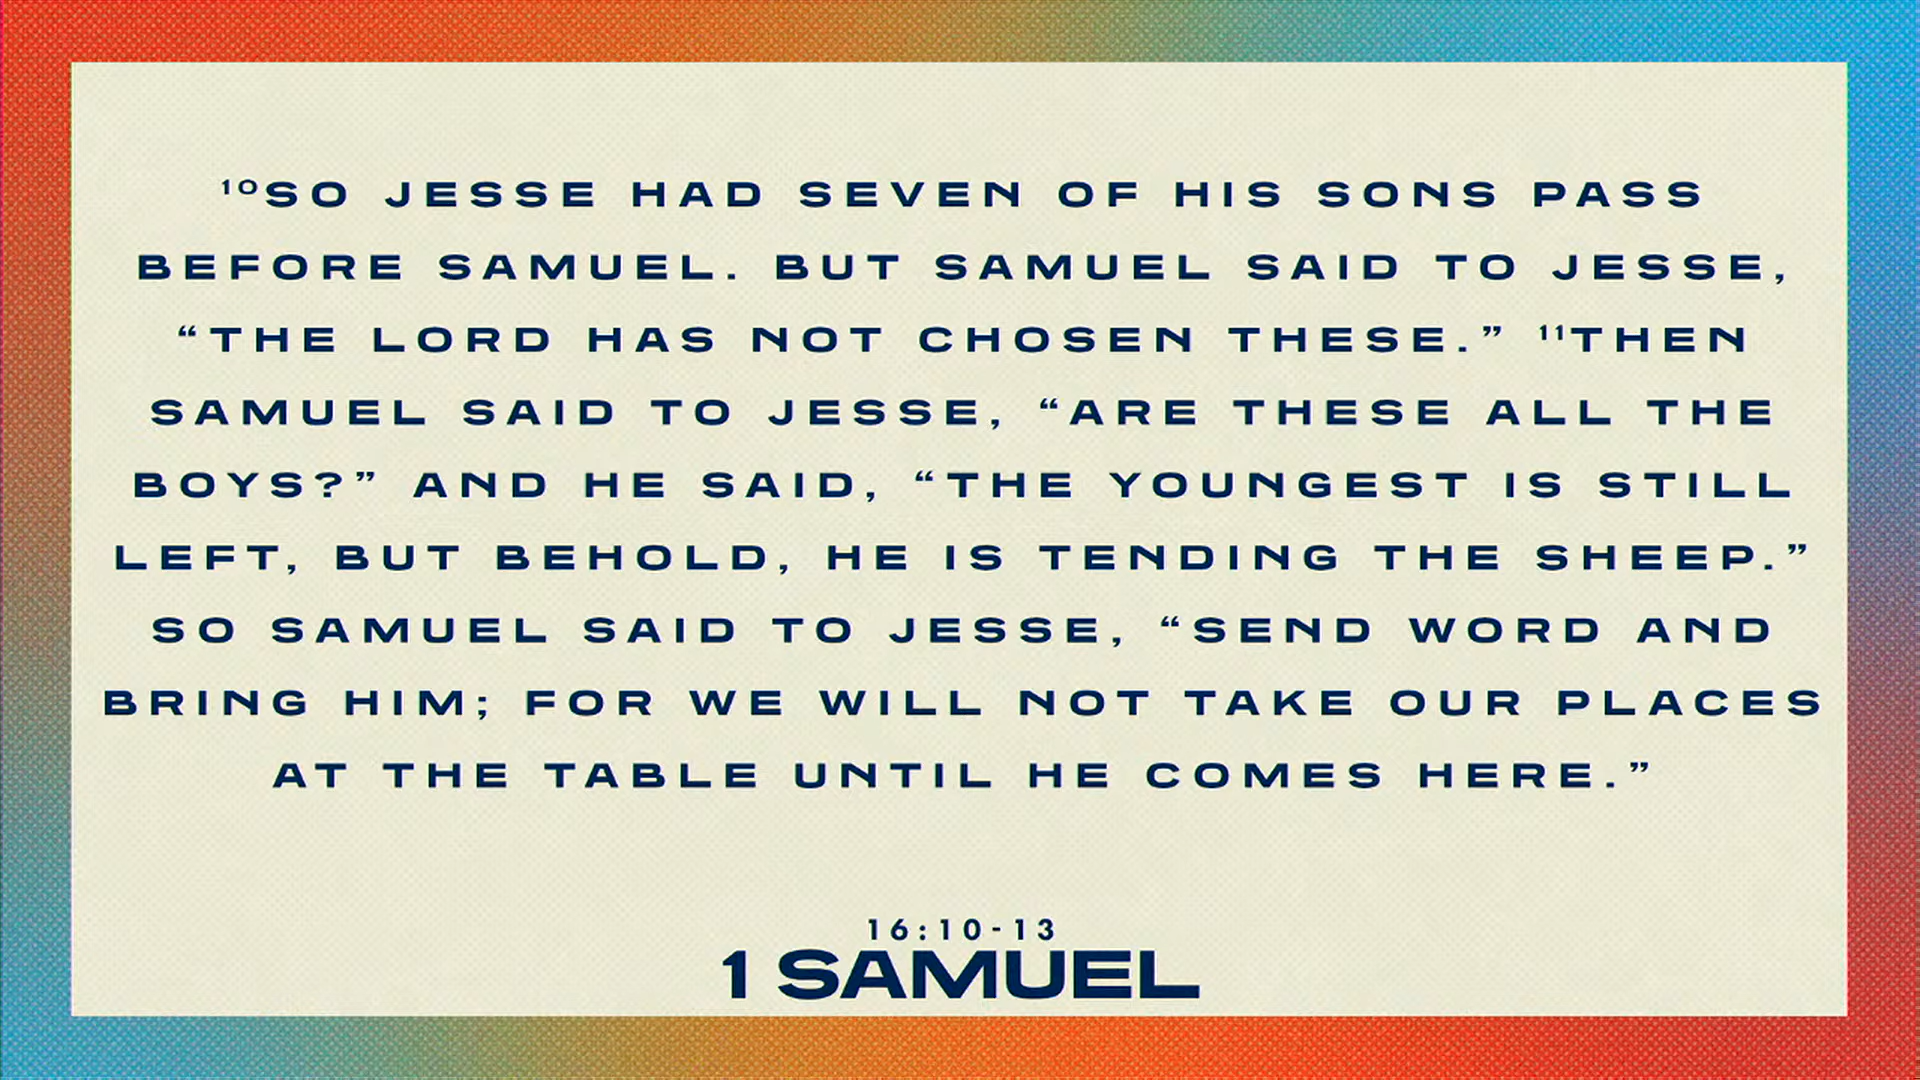 ¹⁰SO JESSE HAD SEVEN OF HIS SONS PASS
BEFORE SAMUEL. BUT SAMUEL SAID TO JESSE,
“THE LORD HAS NOT CHOSEN THESE.” ¹¹THEN
SAMUEL SAID TO JESSE, “ARE THESE ALL THE
BOYS?” AND HE SAID, “THE YOUNGEST IS STILL
LEFT, BUT BEHOLD, HE IS TENDING THE SHEEP.”
SO SAMUEL SAID TO JESSE, “SEND WORD AND
BRING HIM; FOR WE WILL NOT TAKE OUR PLACES
AT THE TABLE UNTIL HE COMES HERE.”
16:10-13
1 SAMUEL